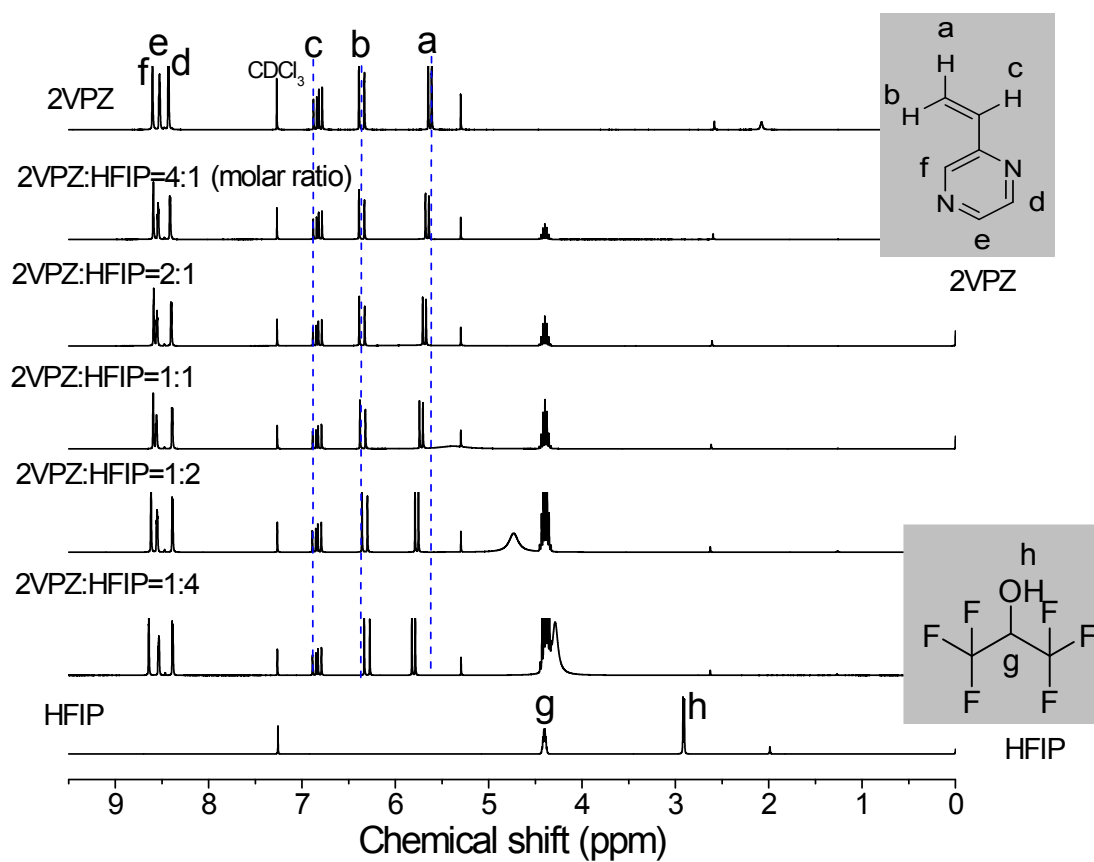 f e d
CDCl3
c
b
a
2VPZ
2VPZ:HFIP=4:1 (molar ratio)
2VPZ:HFIP=2:1
2VPZ:HFIP=1:1
2VPZ:HFIP=1:2
2VPZ:HFIP=1:4
HFIP
g
h
a
H
c
b
H
H
f
N
N
d
e
2VPZ
h
OH
F
F
F
F
g
F
F
HFIP
9 8 7 6 5 4 3 2 1 0
Chemical shift (ppm)